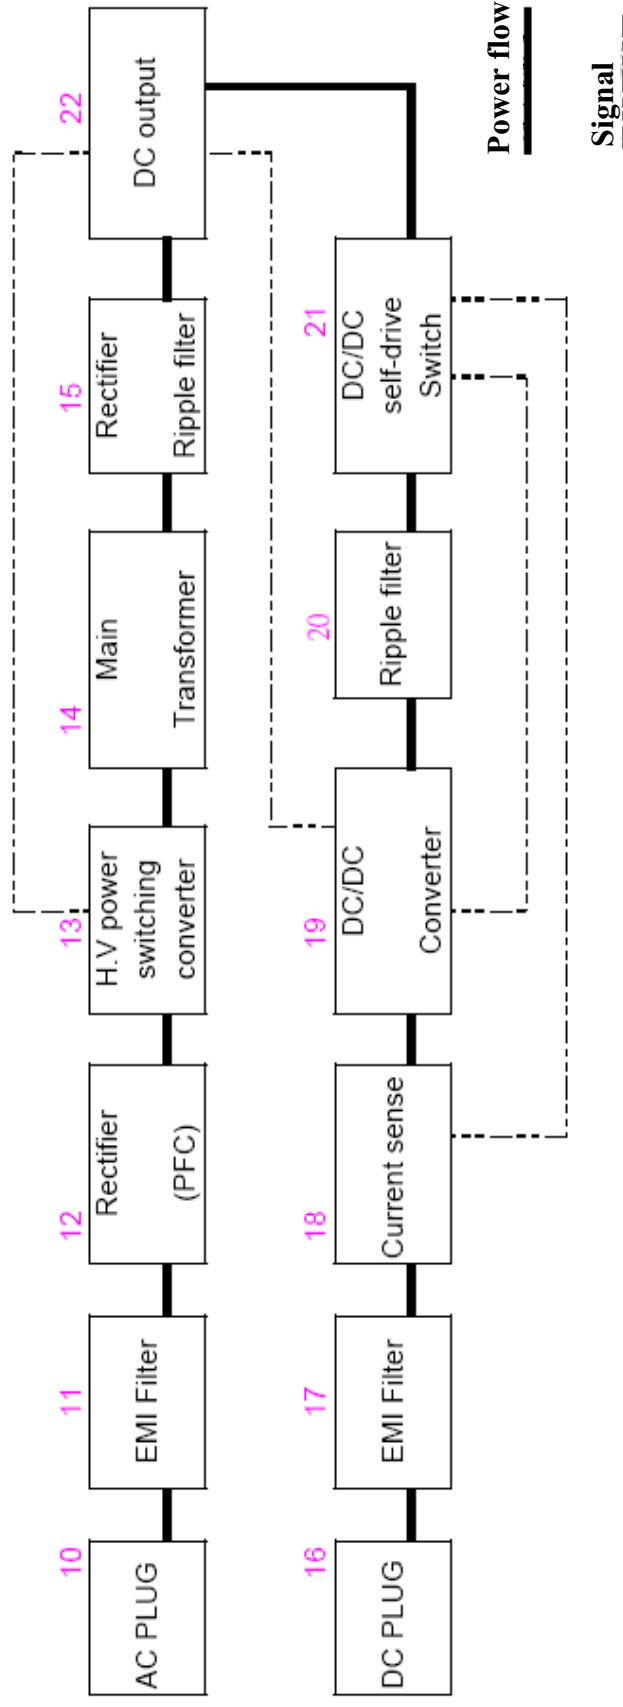 10
AC PLUG
11
EMI Filter
12
Rectifier
(PFC)
13
H.V power
switching
converter
14
Main
Transformer
15
Rectifier
Ripple filter
22
DC output
16
DC PLUG
17
EMI Filter
18
Current sense
19
DC/DC
Converter
20
Ripple filter
21
DC/DC
self-drive
Switch
Power flow
Signal